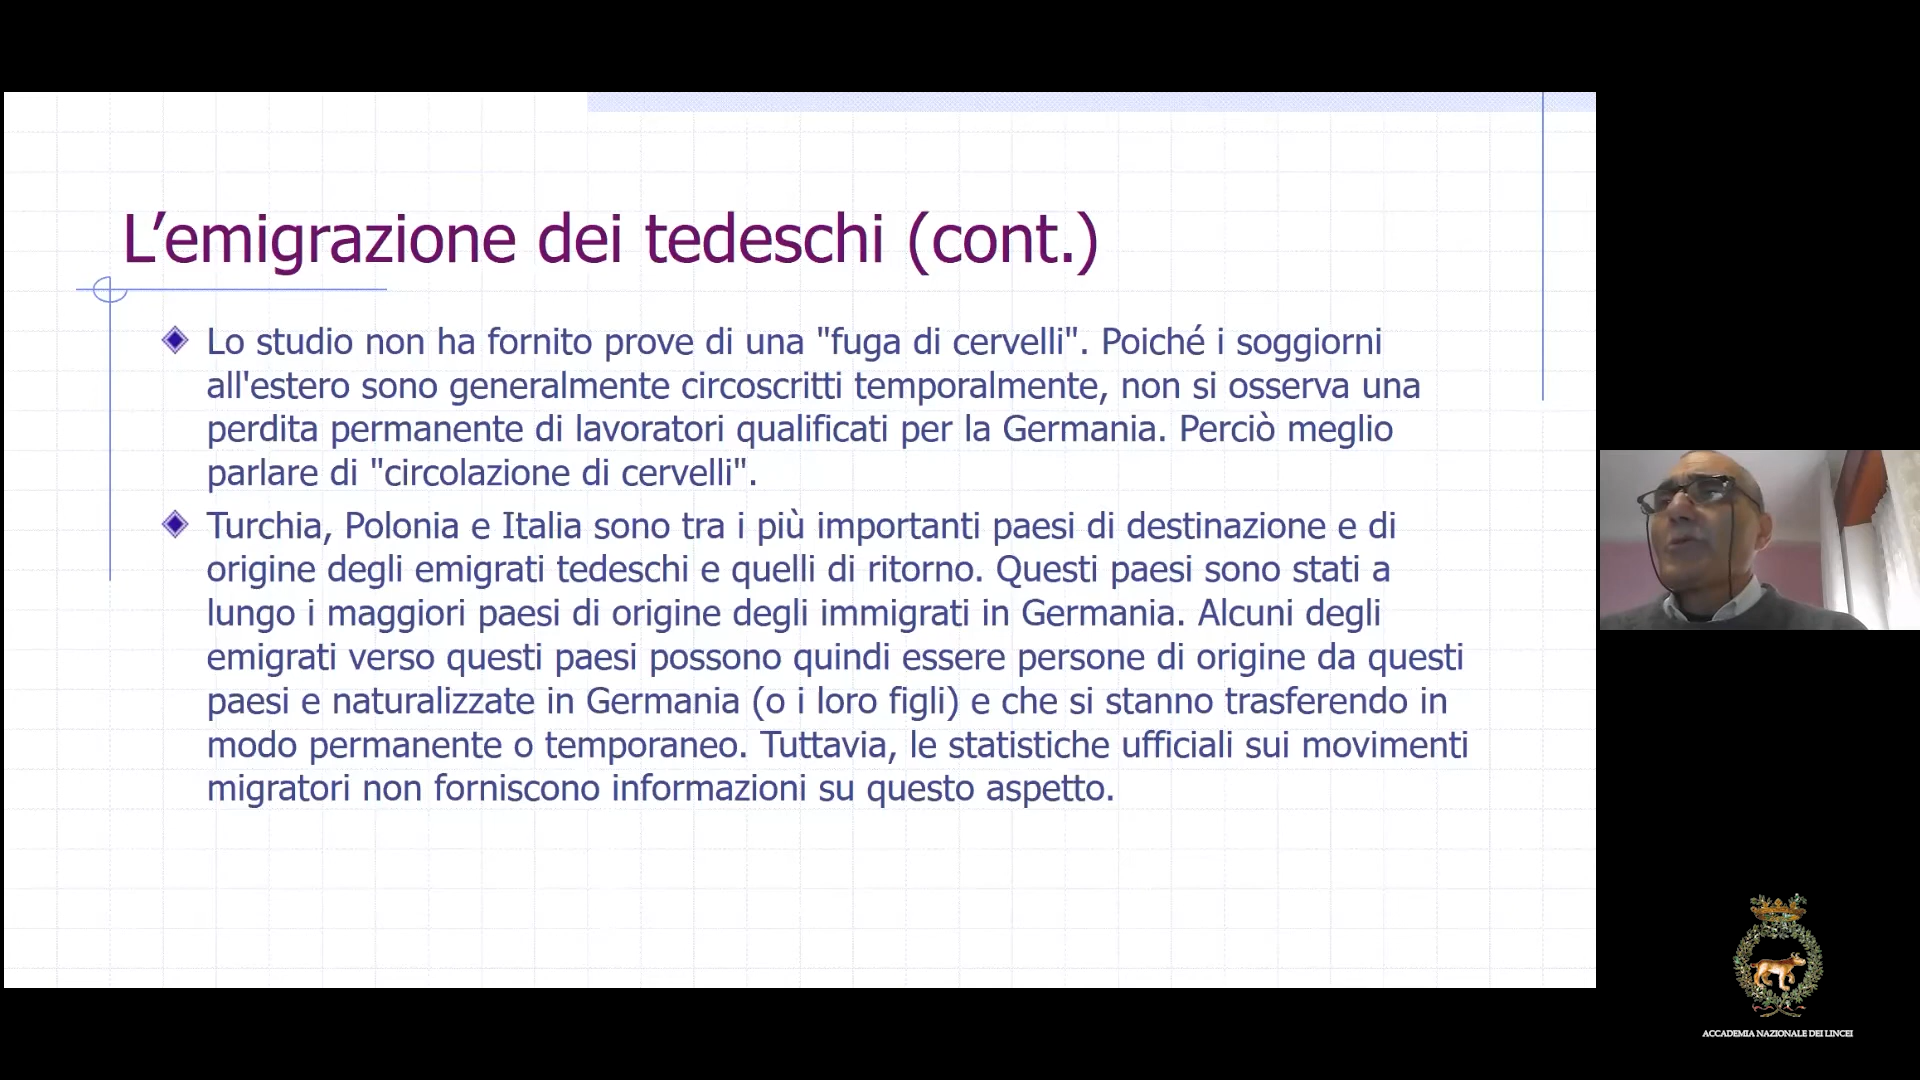 L’emigrazione dei tedeschi (cont.)
Lo studio non ha fornito prove di una "fuga di cervelli". Poiché i soggiorni
all'estero sono generalmente circoscritti temporalmente, non si osserva una
perdita permanente di lavoratori qualificati per la Germania. Perciò meglio
parlare di "circolazione di cervelli".
Turchia, Polonia e Italia sono tra i più importanti paesi di destinazione e di
origine degli emigrati tedeschi e quelli di ritorno. Questi paesi sono stati a
lungo i maggiori paesi di origine degli immigrati in Germania. Alcuni degli
emigrati verso questi paesi possono quindi essere persone di origine da questi
paesi e naturalizzate in Germania (o i loro figli) e che si stanno trasferendo in
modo permanente o temporaneo. Tuttavia, le statistiche ufficiali sui movimenti
migratori non forniscono informazioni su questo aspetto.
ACCADEMIA NAZIONALE DEI LINCEI